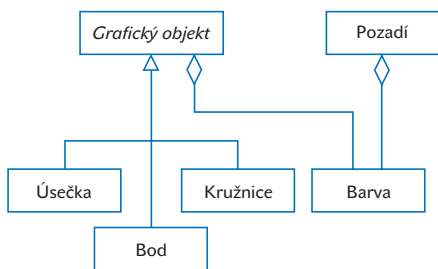 Grafický objekt
Pozadí
Úsečka
Kružnice
Barva
Bod